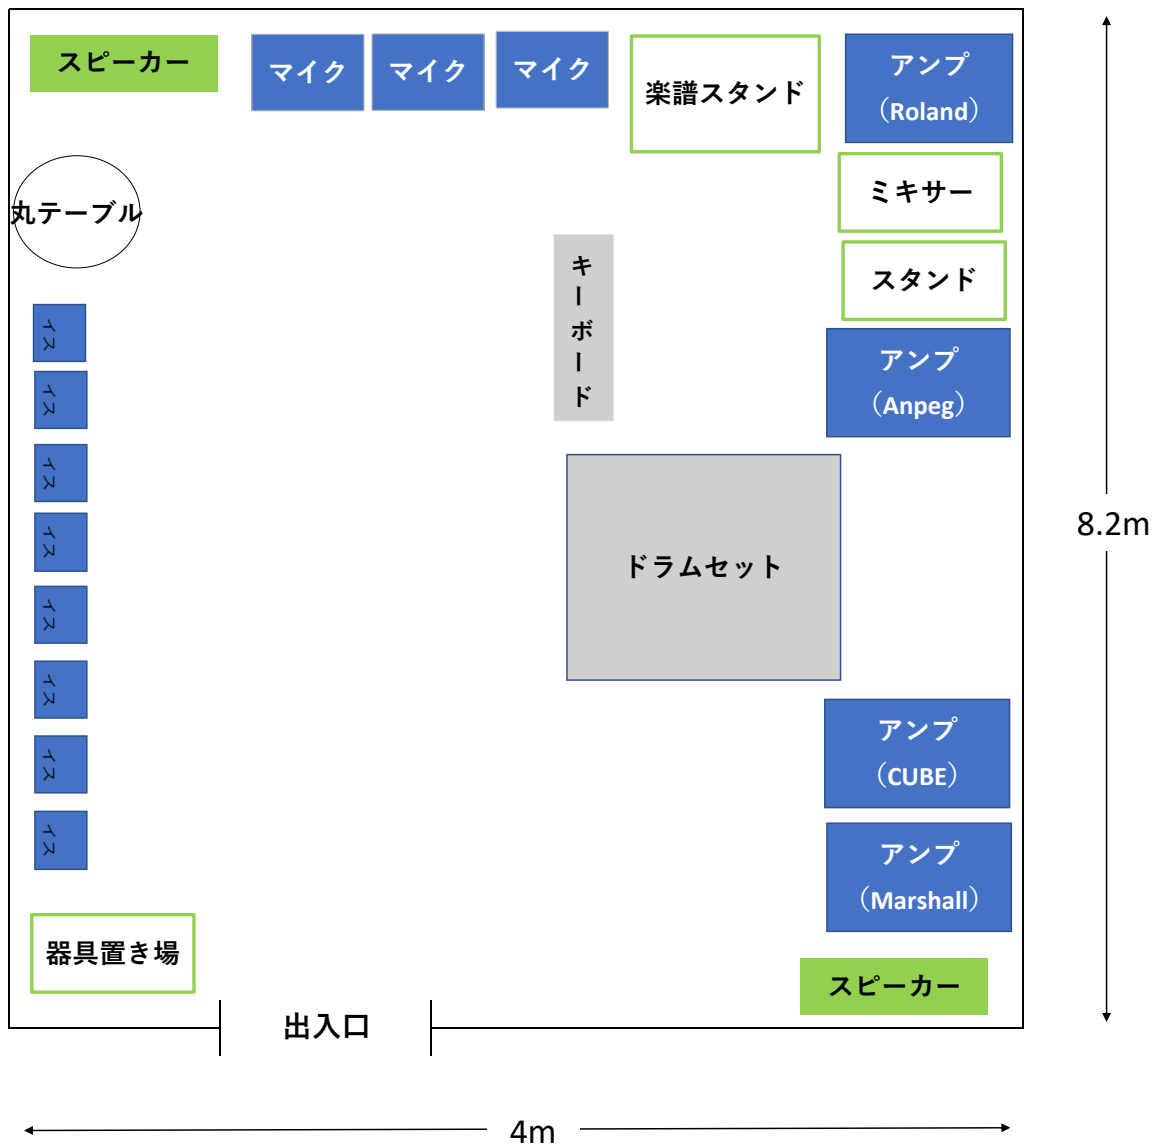 スピーカー
マイク
マイク
マイク
楽譜スタンド
アンプ
（Roland）
丸テーブル
ミキサー
スタンド
キーボード
アンプ
（Anpeg）
イス
イス
イス
イス
イス
イス
イス
イス
ドラムセット
8.2m
アンプ
（CUBE）
アンプ
（Marshall）
器具置き場
スピーカー
出入口
4m